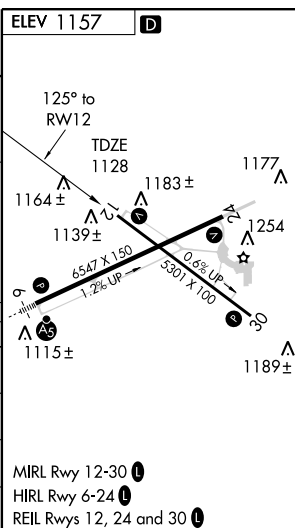 ELEV 1157 D
125° to
RW12
TDZE
1128
1177
1164 ±
1183 ±
1139 ±
12
V
24
V
1254
6547 X 150
1.2% UP
0.6% UP
5301 X 100
P
6
A5
P
30
1115 ±
1189 ±
MIRL Rwy 12-30 L
HIRL Rwy 6-24 L
REIL Rwys 12, 24 and 30 L